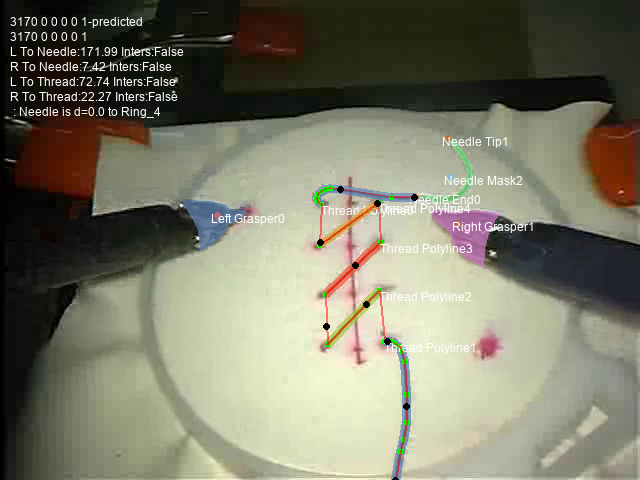 3170 0 0 0 0 1-predicted
3170 0 0 0 0 1
L To Needle:171.99 Inters:False
R To Needle:7.42 Inters:False
L To Thread:72.74 Inters:False
R To Thread:22.27 Inters:False
: Needle is d=0.0 to Ring_4
Needle Tip1
Needle Mask2
Needle End0
Thread Polyline4
Left Grasper0
Right Grasper1
Thread Polyline3
Thread Polyline2
Thread Polyline1